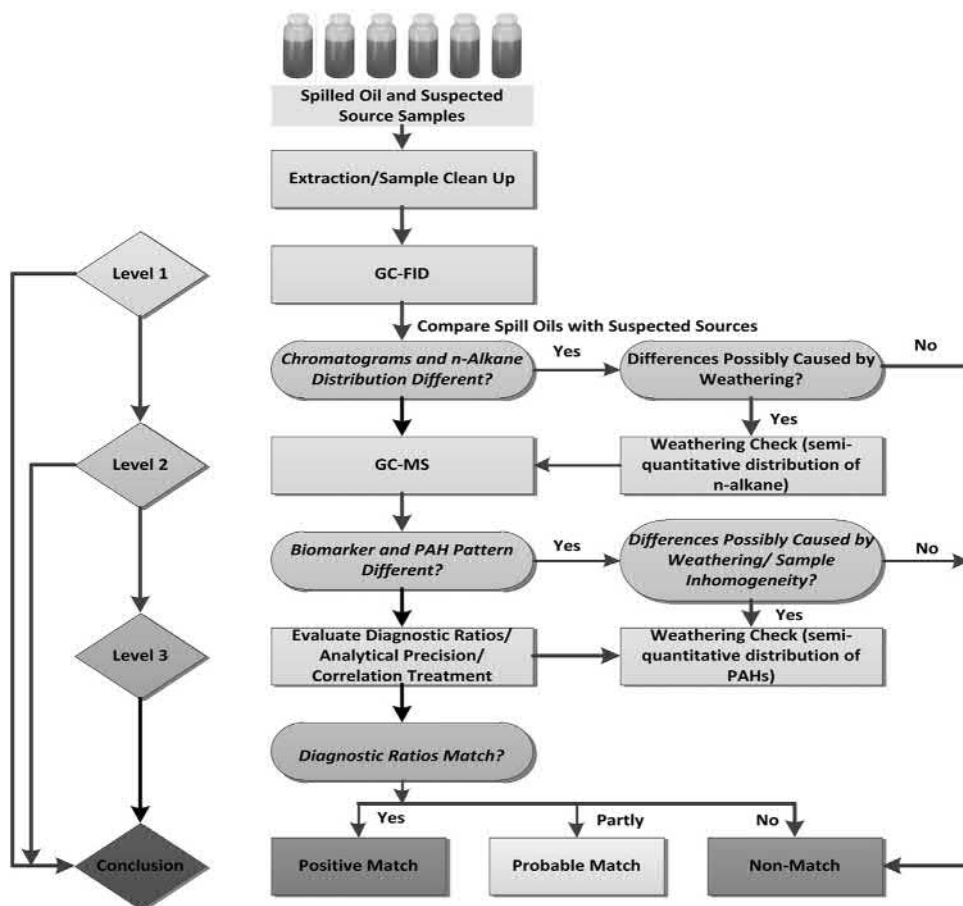 Spilled Oil and Suspected
Source Samples
Extraction/Sample Clean Up
Level 1
GC-FID
Compare Spill Oils with Suspected Sources
Chromatograms and n-Alkane
Distribution Different?
Yes
Differences Possibly Caused by
Weathering?
No
Yes
Level 2
GC-MS
Weathering Check (semi-
quantitative distribution of
n-alkane)
Biomarker and PAH Pattern
Different?
Yes
Differences Possibly Caused by
Weathering/ Sample
Inhomogeneity?
No
Yes
Level 3
Evaluate Diagnostic Ratios/
Analytical Precision/
Correlation Treatment
Weathering Check (semi-
quantitative distribution of
PAHs)
Diagnostic Ratios Match?
Yes
Partly
No
Conclusion
Positive Match
Probable Match
Non-Match